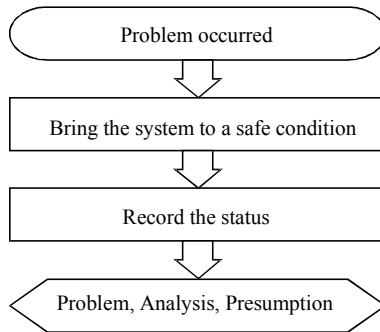 Problem occurred
Bring the system to a safe condition
Record the status
Problem, Analysis, Presumption